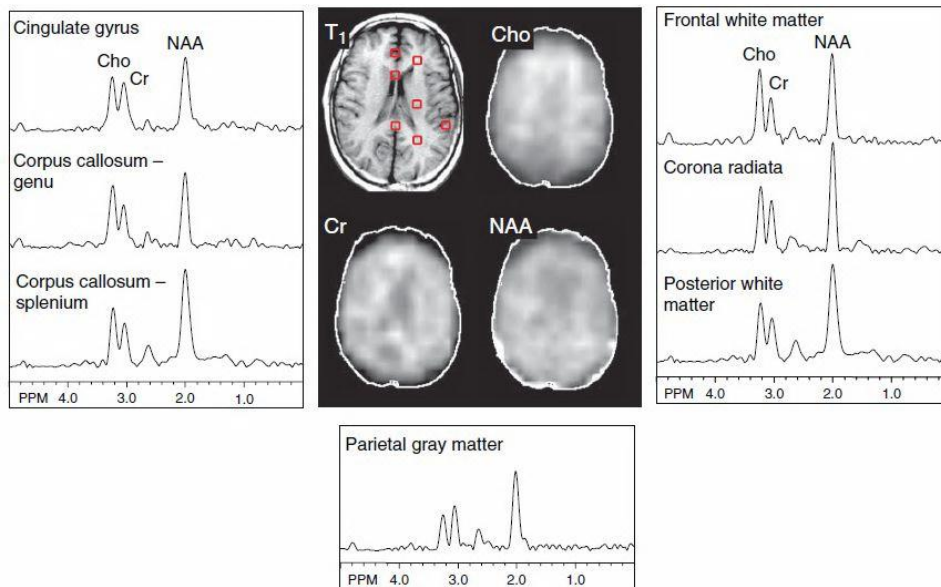 Cingulate gyrus
Cho
Cr
NAA
Corpus callosum –
genu
Corpus callosum –
splenium
PPM 4.0 3.0 2.0 1.0
T1
Cho
Cr
NAA
Frontal white matter
Cho
Cr
NAA
Corona radiata
Posterior white
matter
PPM 4.0 3.0 2.0 1.0
Parietal gray matter
PPM 4.0 3.0 2.0 1.0